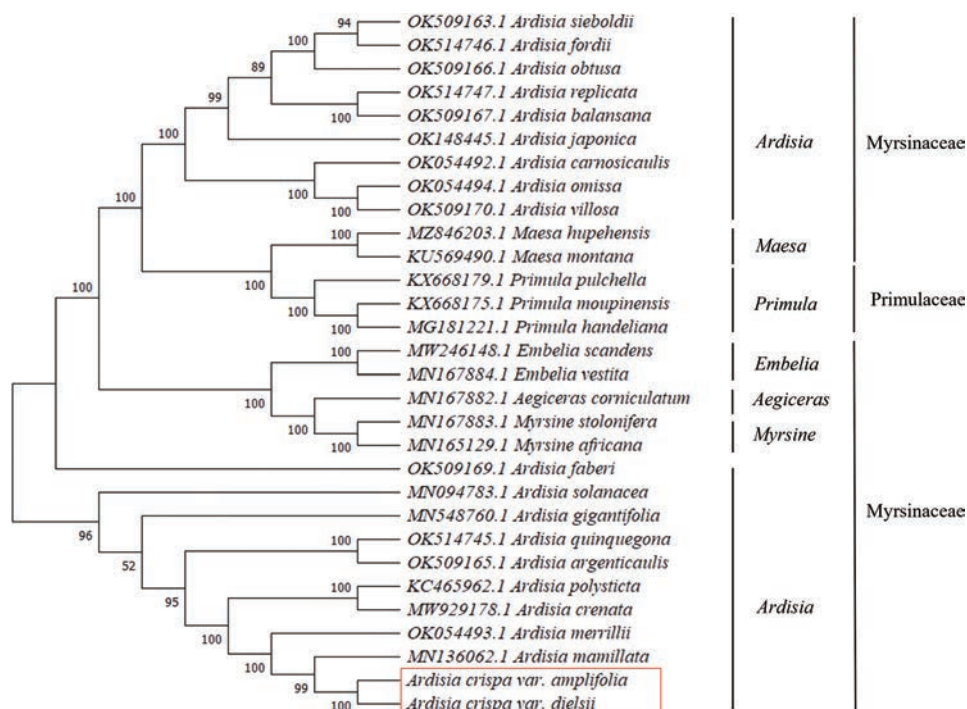 94
OK509163.1 Ardisia sieboldii
100
OK514746.1 Ardisia fordii
89
OK509166.1 Ardisia obtusa
99
OK514747.1 Ardisia replicata
100
OK509167.1 Ardisia balansana
100
OK148445.1 Ardisia japonica
OK054492.1 Ardisia carnosicaulis
100
OK054494.1 Ardisia omissa
100
OK509170.1 Ardisia villosa
Ardisia
Myrsinaceae
100
100
MZ846203.1 Maesa hupehensis
KU569490.1 Maesa montana
Maesa
100
KX668179.1 Primula pulchella
100
KX668175.1 Primula moupinensis
100
MG181221.1 Primula handeliana
Primula
Primulaceae
100
100
MW246148.1 Embelia scandens
MN167884.1 Embelia vestita
Embelia
100
MN167882.1 Aegiceras corniculatum
Aegiceras
100
MN167883.1 Myrsine stolonifera
100
MN165129.1 Myrsine africana
Myrsine
OK509169.1 Ardisia faberi
MN094783.1 Ardisia solanacea
96
MN548760.1 Ardisia gigantifolia
52
100
OK514745.1 Ardisia quinquegona
OK509165.1 Ardisia argenticaulis
95
100
KC465962.1 Ardisia polysticta
MW929178.1 Ardisia crenata
100
OK054493.1 Ardisia merrillii
100
MN136062.1 Ardisia mamillata
99
Ardisia crispa var. amplifolia
100
Ardisia crispa var. dielsii
Ardisia
Myrsinaceae